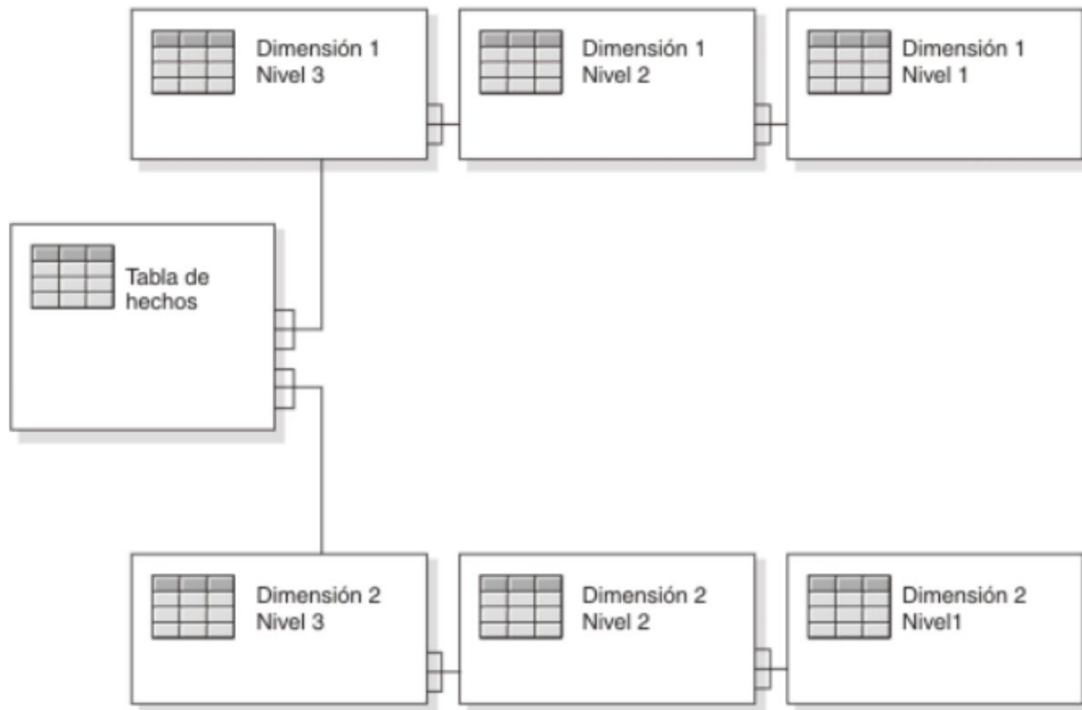 Dimensión 1
Nivel 3
Dimensión 1
Nivel 2
Dimensión 1
Nivel 1
Tabla de
hechos
Dimensión 2
Nivel 3
Dimensión 2
Nivel 2
Dimensión 2
Nivel1